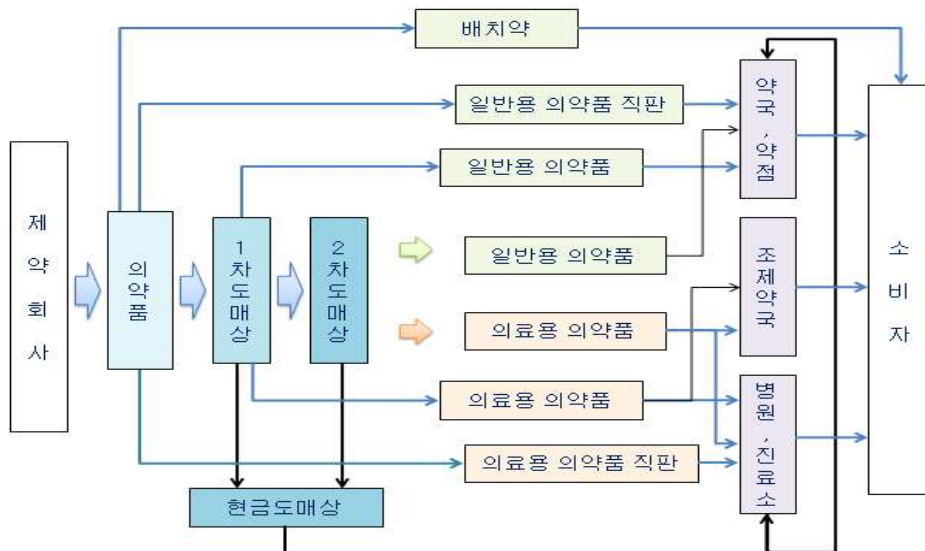 배치약
일반용 의약품 직판
일반용 의약품
제약회사
의약품
1차도매상
2차도매상
일반용 의약품
의료용 의약품
의료용 의약품
의료용 의약품 직판
현금도매상
약국,약점
조제약국
병원,진료소
소비자